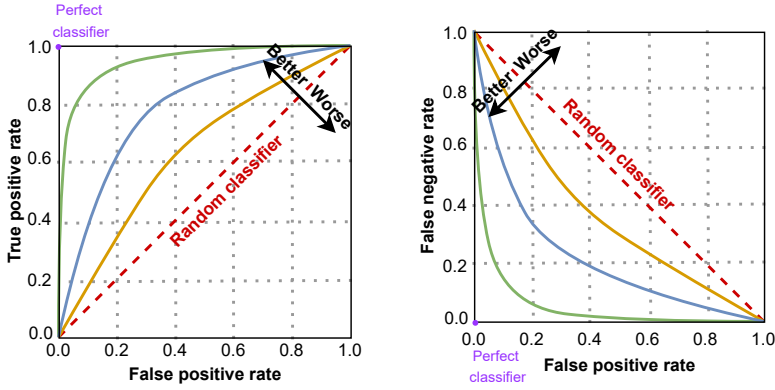 Perfect
classifier
1.0
0.8
0.6
0.4
0.2
0.0
0.0 0.2 0.4 0.6 0.8 1.0
True positive rate
False positive rate
Better Worse
Random classifier
1.0
0.8
0.6
0.4
0.2
0.0
0.0 0.2 0.4 0.6 0.8 1.0
False negative rate
False positive rate
Better Worse
Random classifier
Perfect
classifier